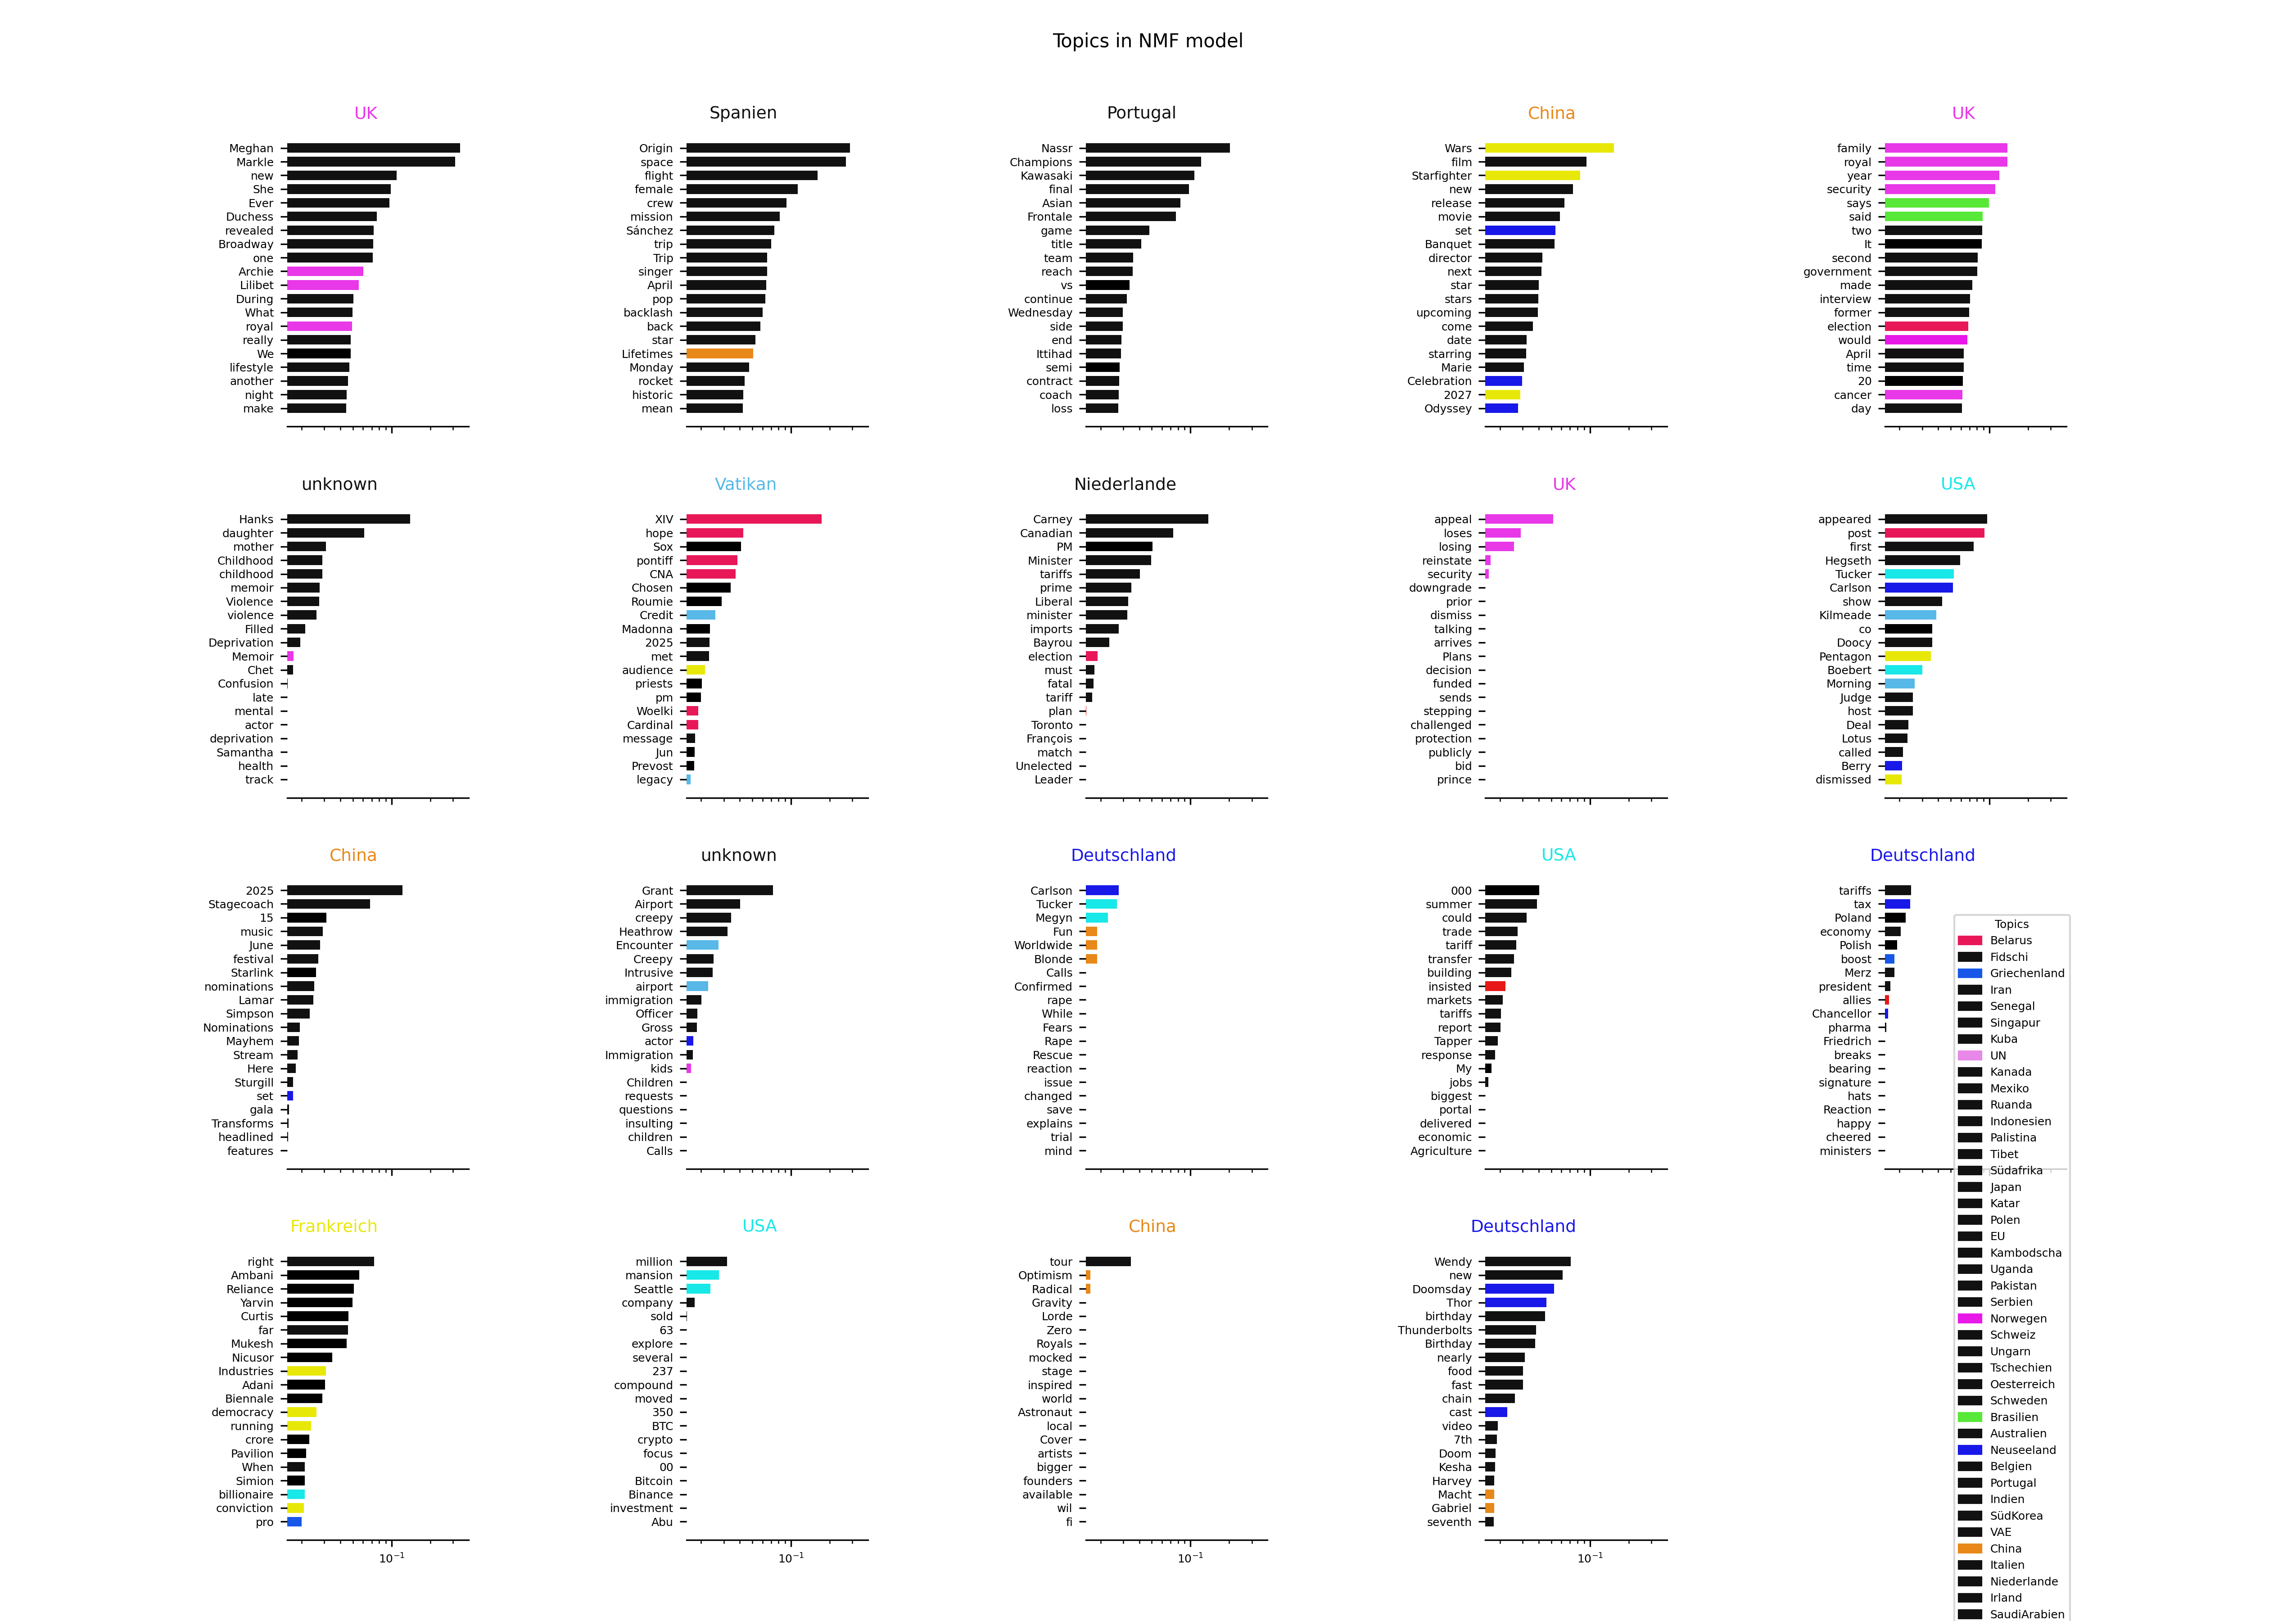 Topics in NMF model
UK
Meghan
Markle
new
She
Ever
Duchess
revealed
Broadway
one
Archie
Lilibet
During
What
royal
really
We
lifestyle
another
night
make
Spanien
Origin
space
flight
female
crew
mission
Sánchez
trip
Trip
singer
April
pop
backlash
back
star
Lifetimes
Monday
rocket
historic
mean
Portugal
Nassr
Champions
Kawasaki
final
Asian
Frontale
game
title
team
reach
vs
continue
Wednesday
side
end
Ittihad
semi
contract
coach
loss
China
Wars
film
Starfighter
new
release
movie
set
Banquet
director
next
star
stars
upcoming
come
date
starring
Marie
Celebration
2027
Odyssey
UK
family
royal
year
security
says
said
two
It
second
government
made
interview
former
election
would
April
time
20
cancer
day
unknown
Hanks
daughter
mother
Childhood
childhood
memoir
Violence
violence
Filled
Deprivation
Memoir
Chet
Confusion
late
mental
actor
deprivation
Samantha
health
track
Vatikan
XIV
hope
Sox
pontiff
CNA
Chosen
Roumie
Credit
Madonna
2025
met
audience
priests
pm
Woelki
Cardinal
message
Jun
Prevost
legacy
Niederlande
Carney
Canadian
PM
Minister
tariffs
prime
Liberal
minister
imports
Bayrou
election
must
fatal
tariff
plan
Toronto
François
match
Unelected
Leader
UK
appeal
loses
losing
reinstate
security
downgrade
prior
dismiss
talking
arrives
Plans
decision
funded
sends
stepping
challenged
protection
publicly
bid
prince
USA
appeared
post
first
Hegseth
Tucker
Carlson
show
Kilmeade
co
Doocy
Pentagon
Boebert
Morning
Judge
host
Deal
Lotus
called
Berry
dismissed
China
2025
Stagecoach
15
music
June
festival
Starlink
nominations
Lamar
Simpson
Nominations
Mayhem
Stream
Here
Sturgill
set
gala
Transforms
headlined
features
unknown
Grant
Airport
creepy
Heathrow
Encounter
Creepy
Intrusive
airport
immigration
Officer
Gross
actor
Immigration
kids
Children
requests
questions
insulting
children
Calls
Deutschland
Carlson
Tucker
Megyn
Fun
Worldwide
Blonde
Calls
Confirmed
rape
While
Fears
Rape
Rescue
reaction
issue
changed
save
explains
trial
mind
USA
000
summer
could
trade
tariff
transfer
building
insisted
markets
tariffs
report
Tapper
response
My
jobs
biggest
portal
delivered
economic
Agriculture
Deutschland
tariffs
tax
Poland
economy
Polish
boost
Merz
president
allies
Chancellor
pharma
Friedrich
breaks
bearing
signature
hats
Reaction
happy
cheered
ministers
Frankreich
right
Ambani
Reliance
Yarvin
Curtis
far
Mukesh
Nicusor
Industries
Adani
Biennale
democracy
running
crore
Pavilion
When
Simion
billionaire
conviction
pro
10⁻¹
USA
million
mansion
Seattle
company
sold
63
explore
several
237
compound
moved
350
BTC
crypto
focus
00
Bitcoin
Binance
investment
Abu
10⁻¹
China
tour
Optimism
Radical
Gravity
Lorde
Zero
Royals
mocked
stage
inspired
world
Astronaut
local
Cover
artists
bigger
founders
available
wil
fi
10⁻¹
Deutschland
Wendy
new
Doomsday
Thor
birthday
Thunderbolts
Birthday
nearly
food
fast
chain
cast
video
7th
Doom
Kesha
Harvey
Macht
Gabriel
seventh
10⁻¹
Topics
Belarus
Fidschi
Griechenland
Iran
Senegal
Singapur
Kuba
UN
Kanada
Mexiko
Ruanda
Indonesien
Palistina
Tibet
Südafrika
Japan
Katar
Polen
EU
Kambodscha
Uganda
Pakistan
Serbien
Norwegen
Schweiz
Ungarn
Tschechien
Oesterreich
Schweden
Brasilien
Australien
Neuseeland
Belgien
Portugal
Indien
SüdKorea
VAE
China
Italien
Niederlande
Irland
SaudiArabien